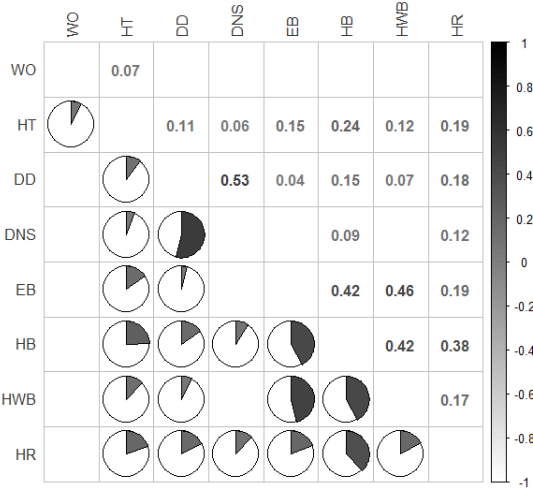 WO HT DD DNS EB HB HWB HR
WO 0.07
HT 0.11 0.06 0.15 0.24 0.12 0.19
DD 0.53 0.04 0.15 0.07 0.18
DNS 0.09 0.12
EB 0.42 0.46 0.19
HB 0.42 0.38
HWB 0.17
HR
1
0.8
0.6
0.4
0.2
0
-0.2
-0.4
-0.6
-0.8
-1